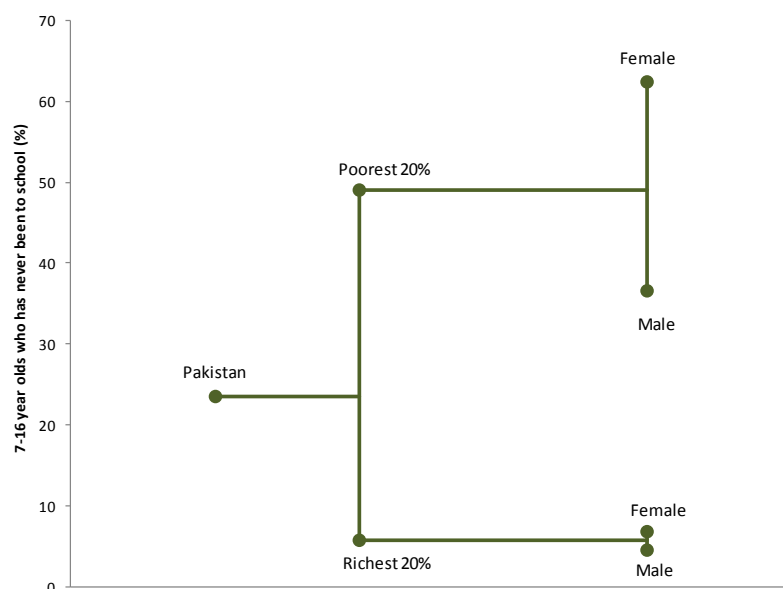 70
60
50
40
30
20
10
0
7-16 year olds who has never been to school (%)
Female
Poorest 20%
Male
Pakistan
Female
Richest 20%
Male